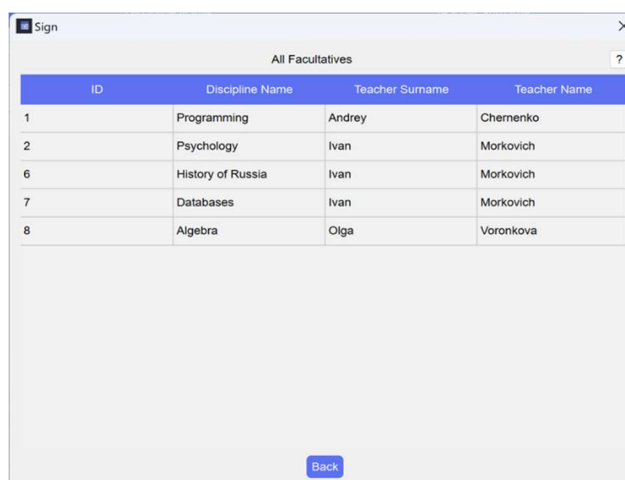 Sign
All Facultatives
?
ID Discipline Name Teacher Surname Teacher Name
1 Programming Andrey Chernenko
2 Psychology Ivan Morkovich
6 History of Russia Ivan Morkovich
7 Databases Ivan Morkovich
8 Algebra Olga Voronkova
Back